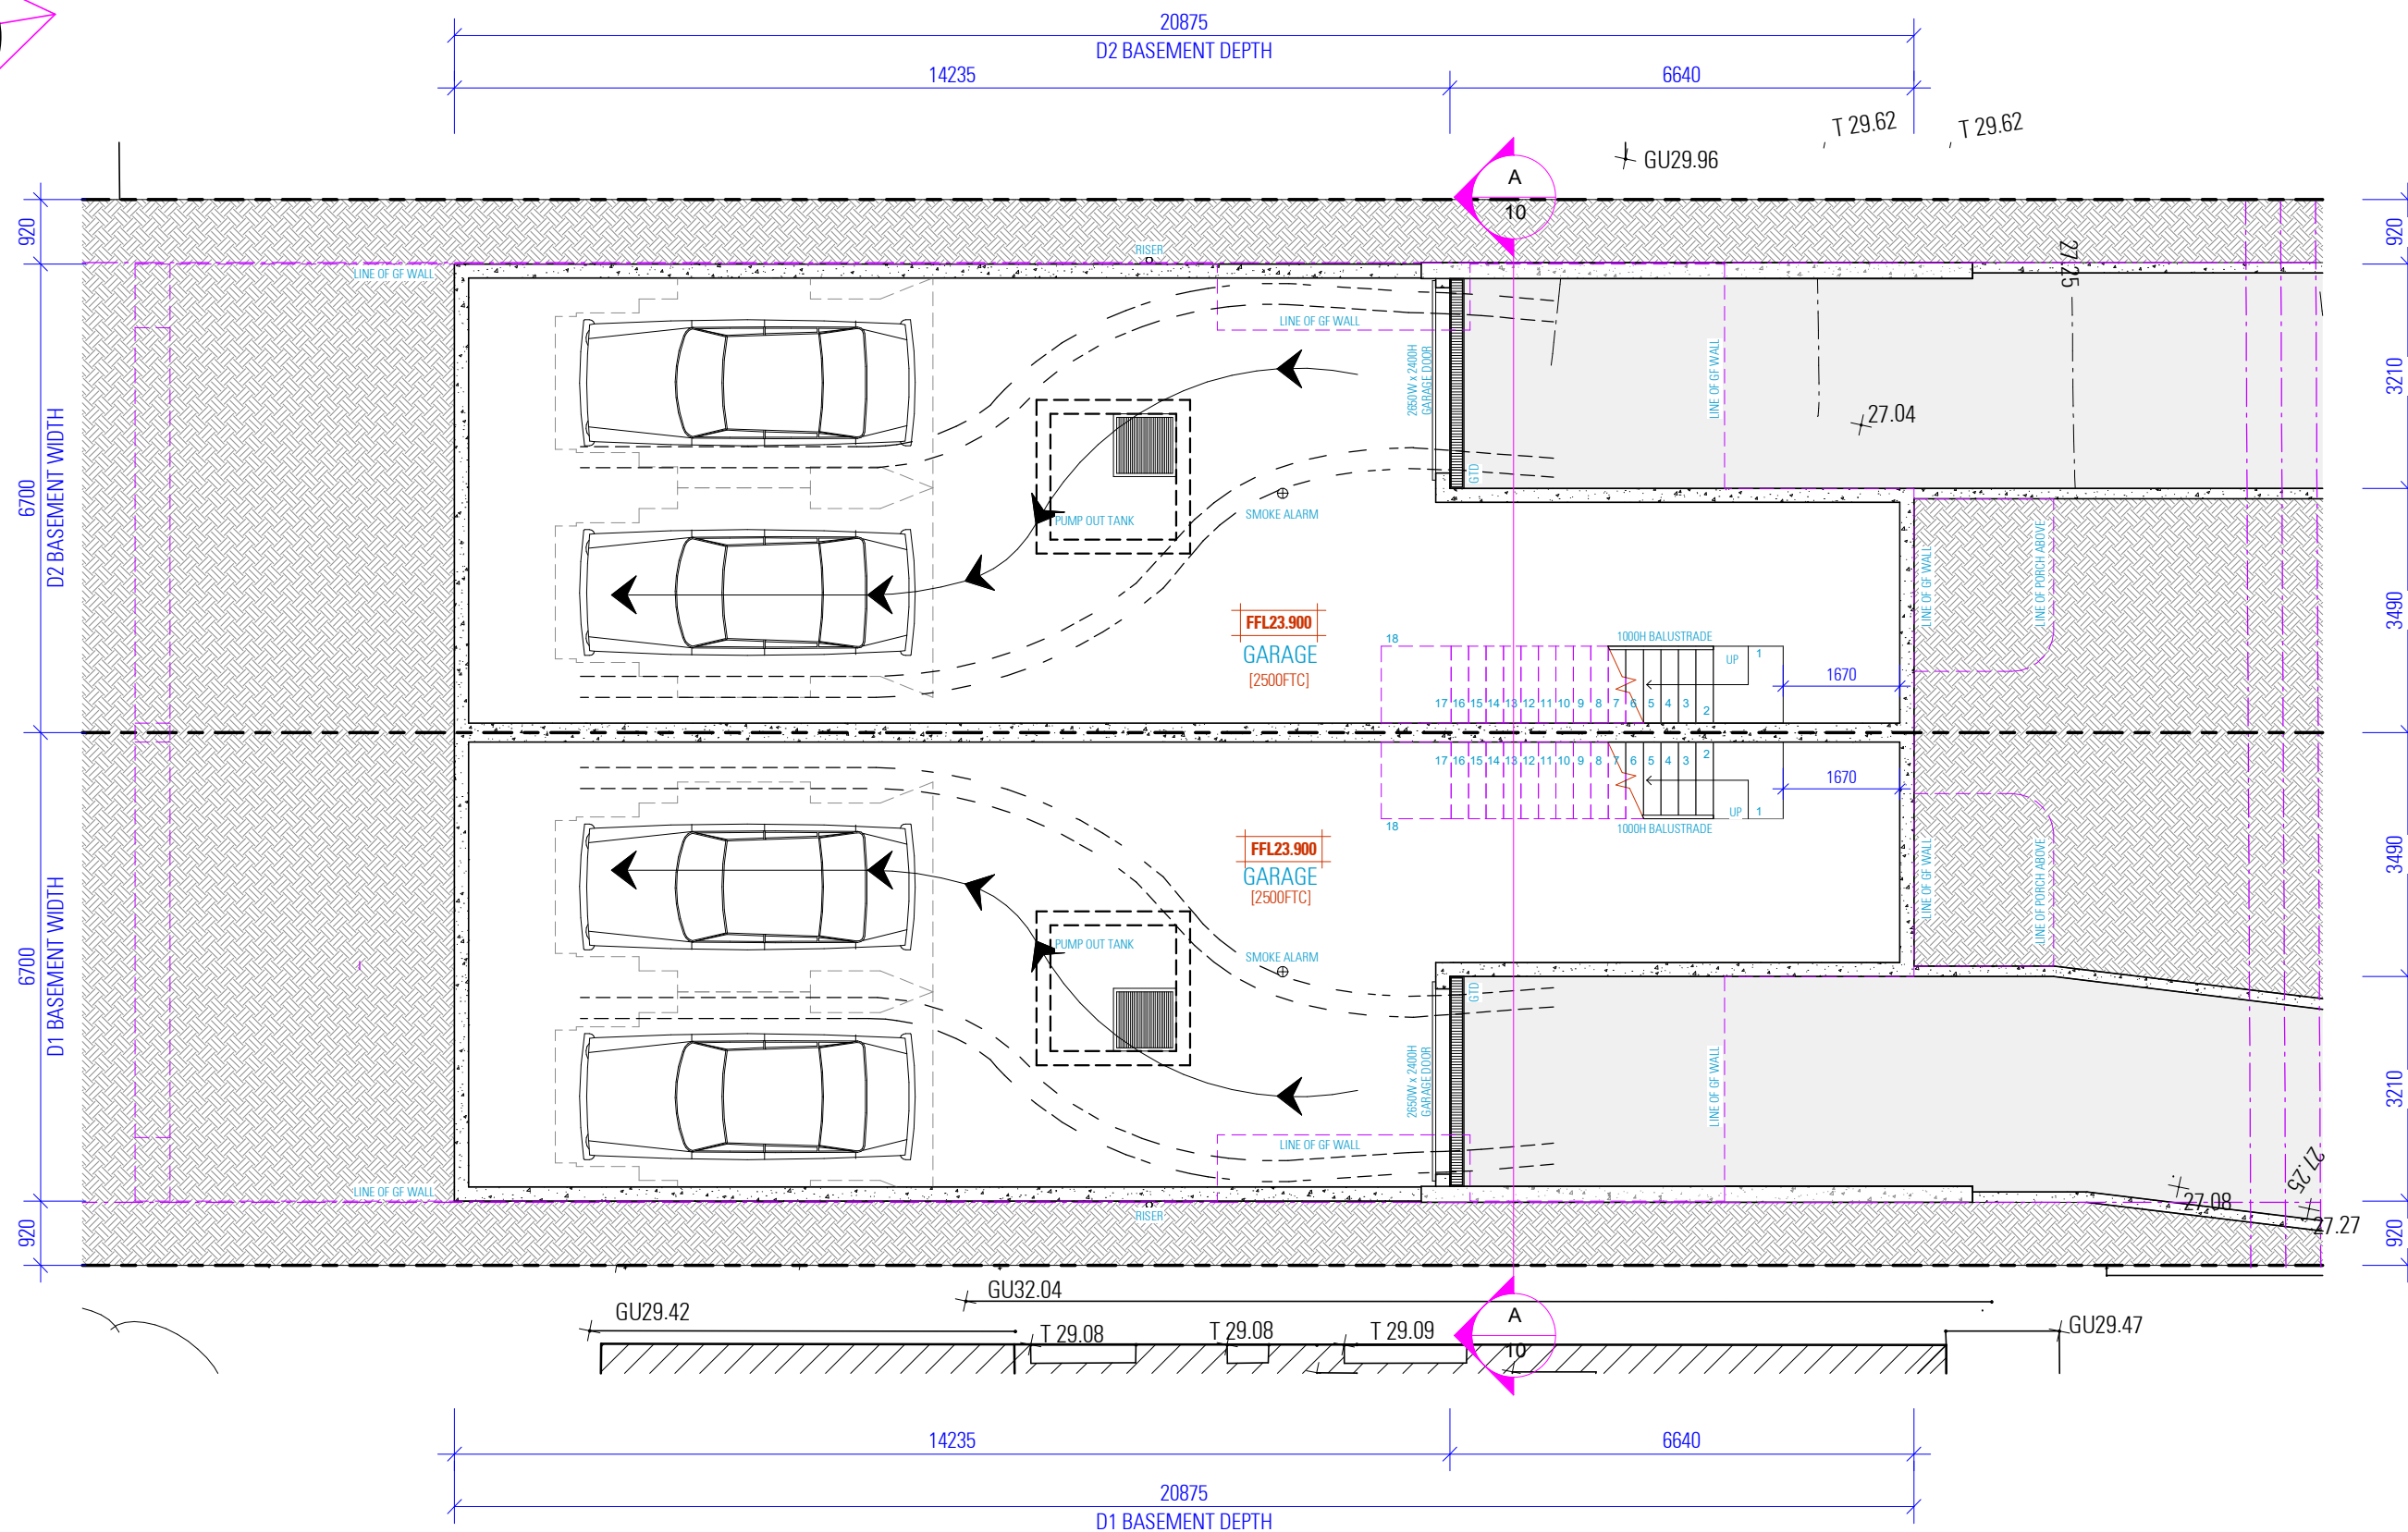 20875
D2 BASEMENT DEPTH
14235
6640
T 29.62
T 29.62
GU29.96
A
10
920
920
RISER
LINE OF GF WALL
27.25
LINE OF GF WALL
2650W x 2400H
GARAGE DOOR
LINE OF GF WALL
3210
27.04
6700
D2 BASEMENT WIDTH
GTD
PUMP OUT TANK
SMOKE ALARM
LINE OF GF WALL
LINE OF PORCH ABOVE
3490
FFL23.900
GARAGE
[2500FTC]
18
1000H BALUSTRADE
UP
1
1670
17 16 15 14 13 12 11 10 9 8 7 6 5 4 3 2
17 16 15 14 13 12 11 10 9 8 7 6 5 4 3 2
1670
UP
1
18
1000H BALUSTRADE
FFL23.900
GARAGE
[2500FTC]
LINE OF GF WALL
LINE OF PORCH ABOVE
3490
6700
D1 BASEMENT WIDTH
PUMP OUT TANK
SMOKE ALARM
GTD
2650W x 2400H
GARAGE DOOR
LINE OF GF WALL
3210
LINE OF GF WALL
27.25
LINE OF GF WALL
27.08
RISER
27.27
920
920
GU32.04
GU29.42
T 29.08
T 29.08
T 29.09
A
10
GU29.47
14235
6640
20875
D1 BASEMENT DEPTH